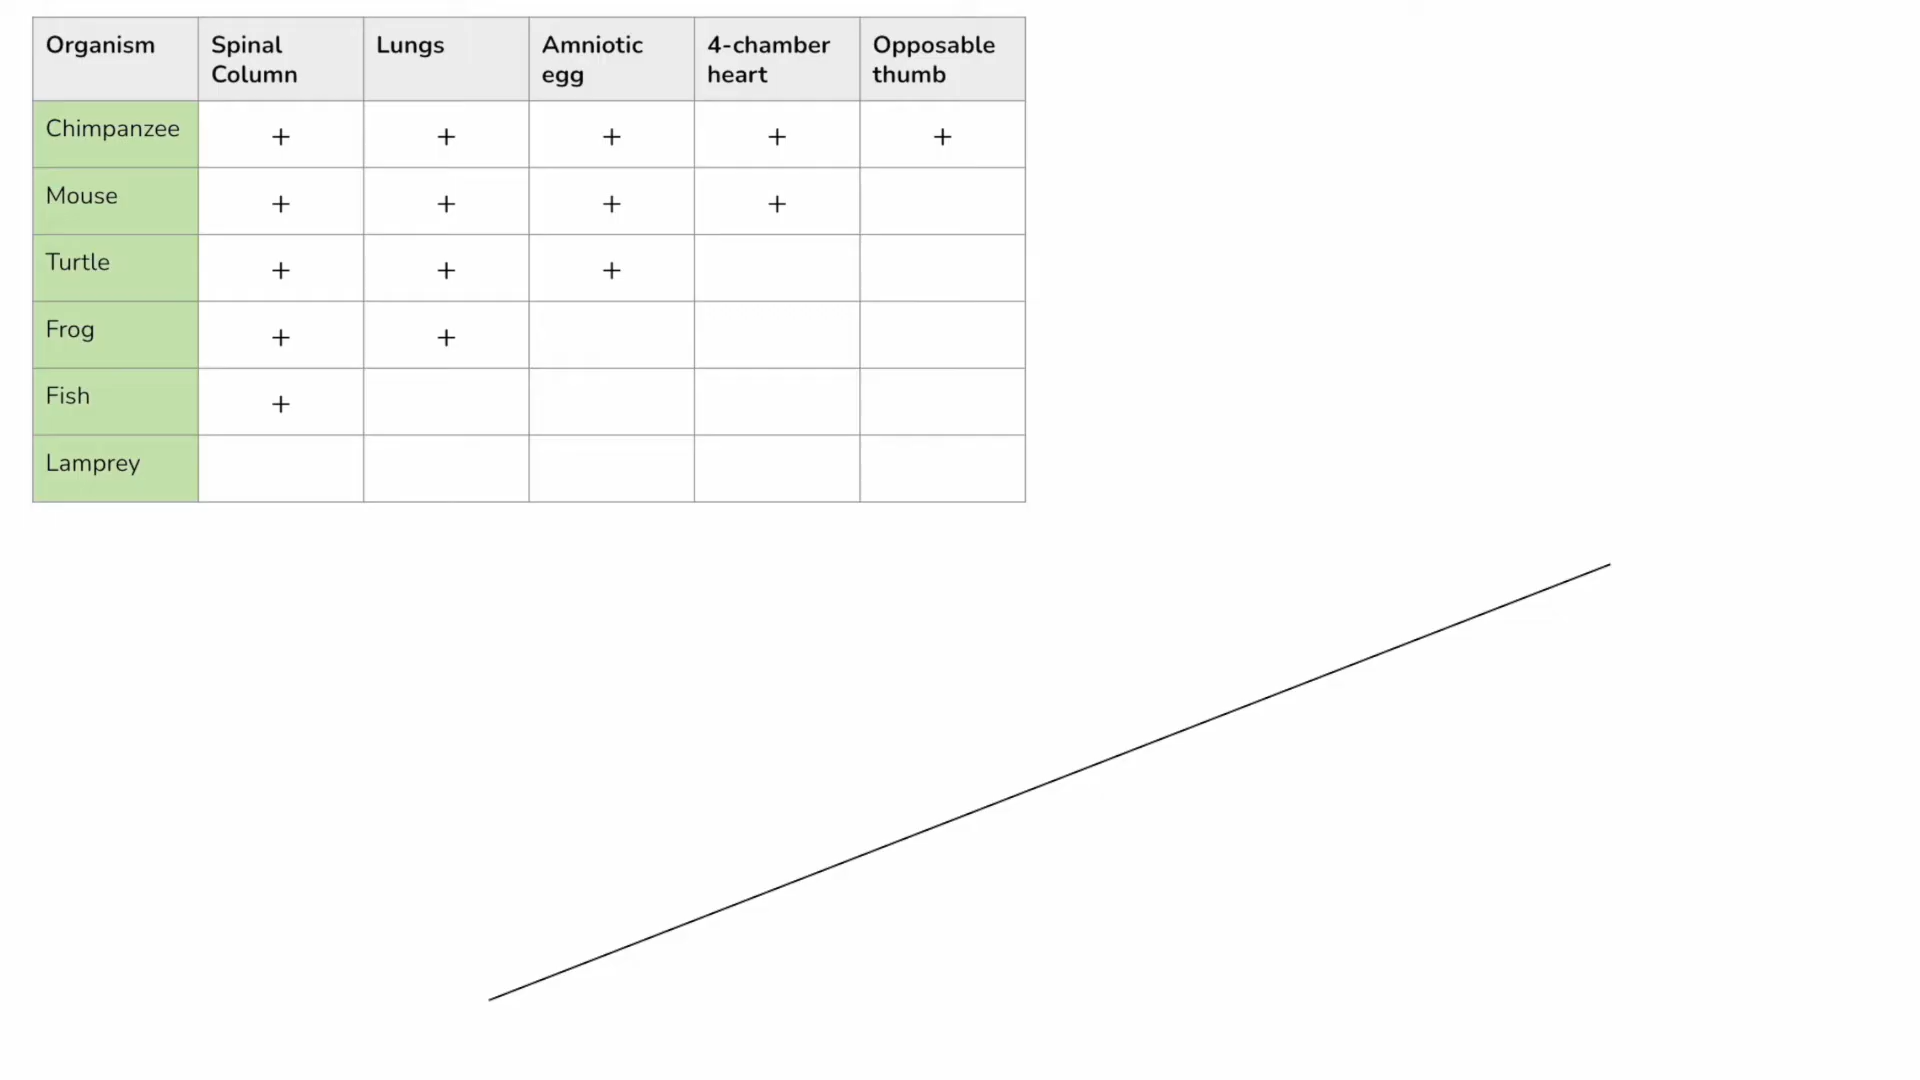 Organism Spinal Column Lungs Amniotic egg 4-chamber heart Opposable thumb
Chimpanzee + + + + +
Mouse + + + +
Turtle + + +
Frog + +
Fish +
Lamprey